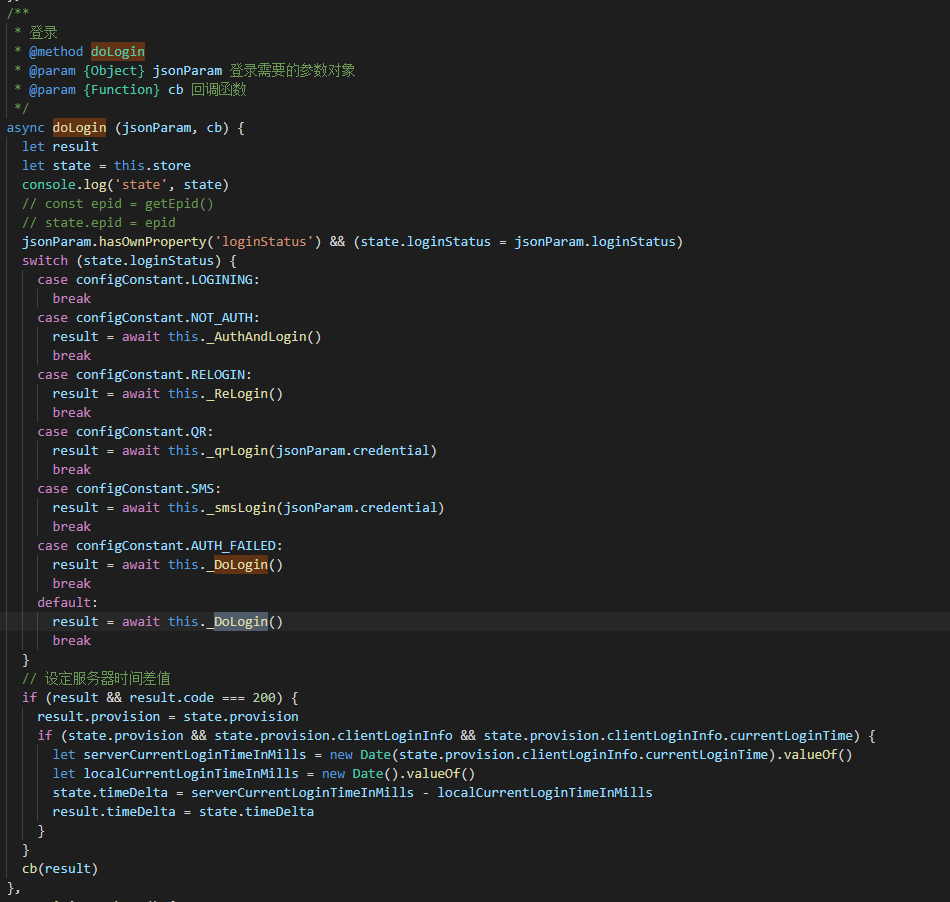 /**
* 登录
* @method doLogin
* @param {Object} jsonParam 登录需要的参数对象
* @param {Function} cb 回调函数
*/
async doLogin (jsonParam, cb) {
let result
let state = this.store
console.log('state', state)
// const epid = getEpid()
// state.epid = epid
jsonParam.hasOwnProperty('loginStatus') && (state.loginStatus = jsonParam.loginStatus)
switch (state.loginStatus) {
case configConstant.LOGINING:
break
case configConstant.NOT_AUTH:
result = await this._AuthAndLogin()
break
case configConstant.RELOGIN:
result = await this._ReLogin()
break
case configConstant.QR:
result = await this._qrLogin(jsonParam.credential)
break
case configConstant.SMS:
result = await this._smsLogin(jsonParam.credential)
break
case configConstant.AUTH_FAILED:
result = await this._DoLogin()
break
default:
result = await this._DoLogin()
break
}
// 设定服务器时间差值
if (result && result.code === 200) {
result.provision = state.provision
if (state.provision && state.provision.clientLoginInfo && state.provision.clientLoginInfo.currentLoginTime) {
let serverCurrentLoginTimeInMills = new Date(state.provision.clientLoginInfo.currentLoginTime).valueOf()
let localCurrentLoginTimeInMills = new Date().valueOf()
state.timeDelta = serverCurrentLoginTimeInMills - localCurrentLoginTimeInMills
result.timeDelta = state.timeDelta
}
}
cb(result)
},